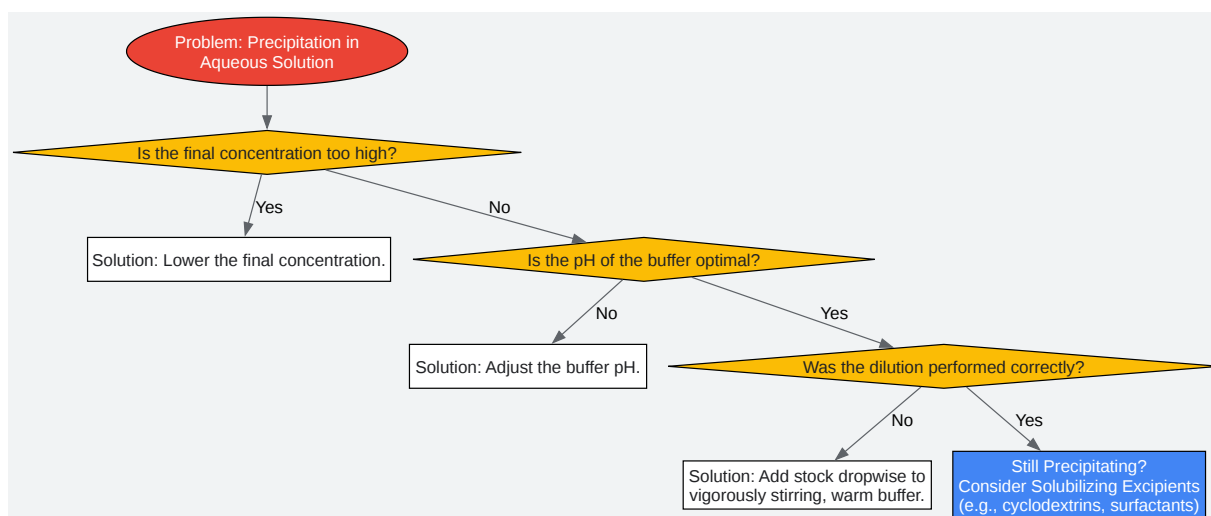 Problem: Precipitation in
Aqueous Solution
Is the final concentration too high?
Yes
No
Solution: Lower the final concentration.
Is the pH of the buffer optimal?
No
Yes
Solution: Adjust the buffer pH.
Was the dilution performed correctly?
No
Yes
Solution: Add stock dropwise to
vigorously stirring, warm buffer.
Still Precipitating?
Consider Solubilizing Excipients
(e.g., cyclodextrins, surfactants)